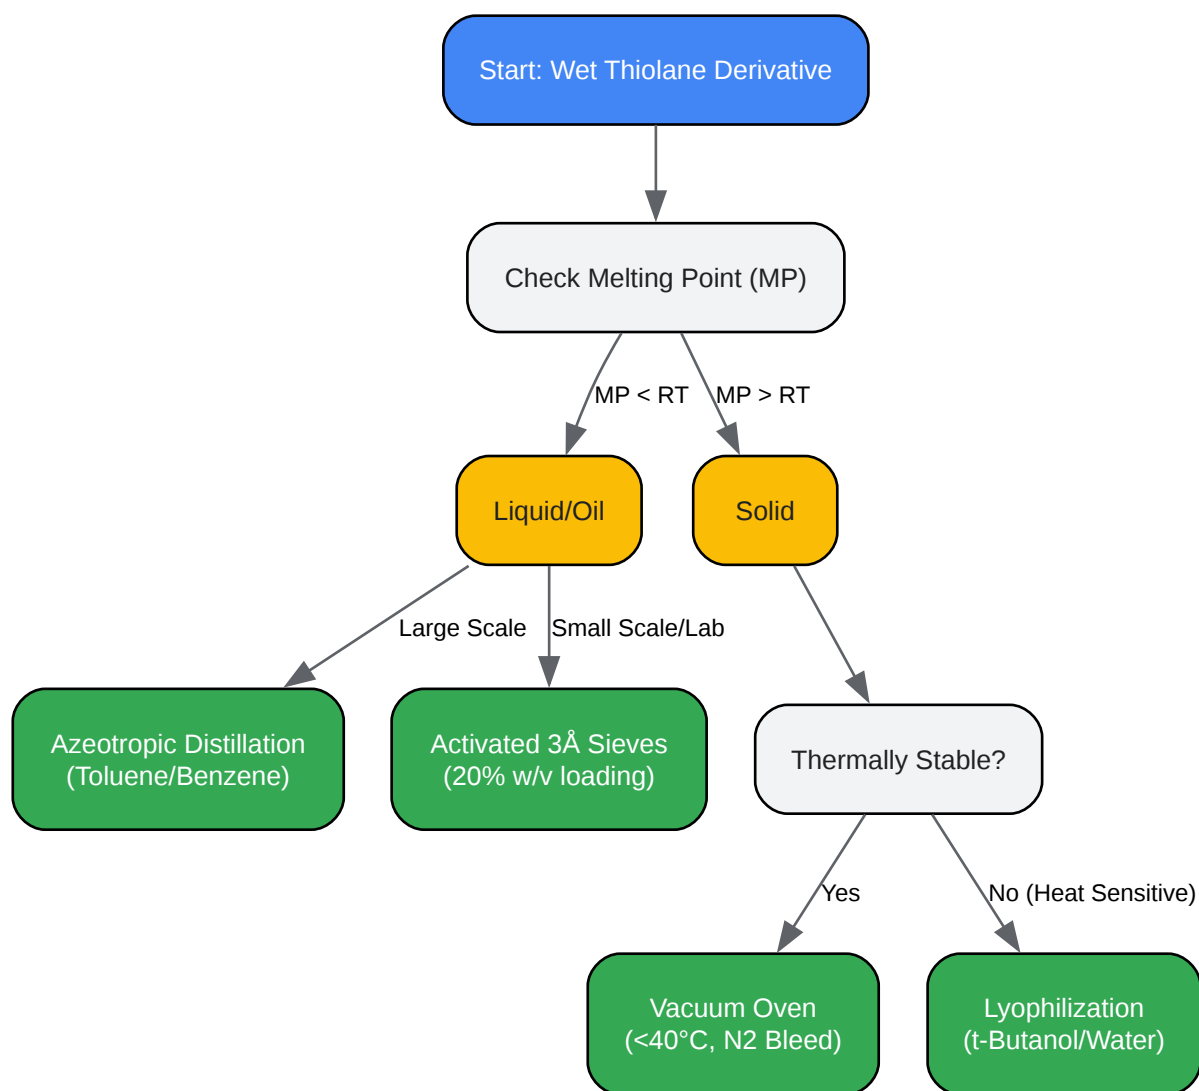 Start: Wet Thiolane Derivative
Check Melting Point (MP)
MP < RT
MP > RT
Liquid/Oil
Solid
Large Scale
Small Scale/Lab
Azeotropic Distillation
(Toluene/Benzene)
Activated 3Å Sieves
(20% w/v loading)
Thermally Stable?
Yes
No (Heat Sensitive)
Vacuum Oven
(<40°C, N2 Bleed)
Lyophilization
(t-Butanol/Water)